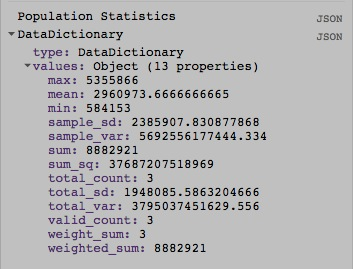 Population Statistics JSON
DataDictionary JSON
type: DataDictionary
values: Object (13 properties)
max: 5355866
mean: 2960973.6666666665
min: 584153
sample_sd: 2385907.830877868
sample_var: 5692556177444.334
sum: 8882921
sum_sq: 37687207518969
total_count: 3
total_sd: 1948085.5863204666
total_var: 3795037451629.556
valid_count: 3
weight_sum: 3
weighted_sum: 8882921